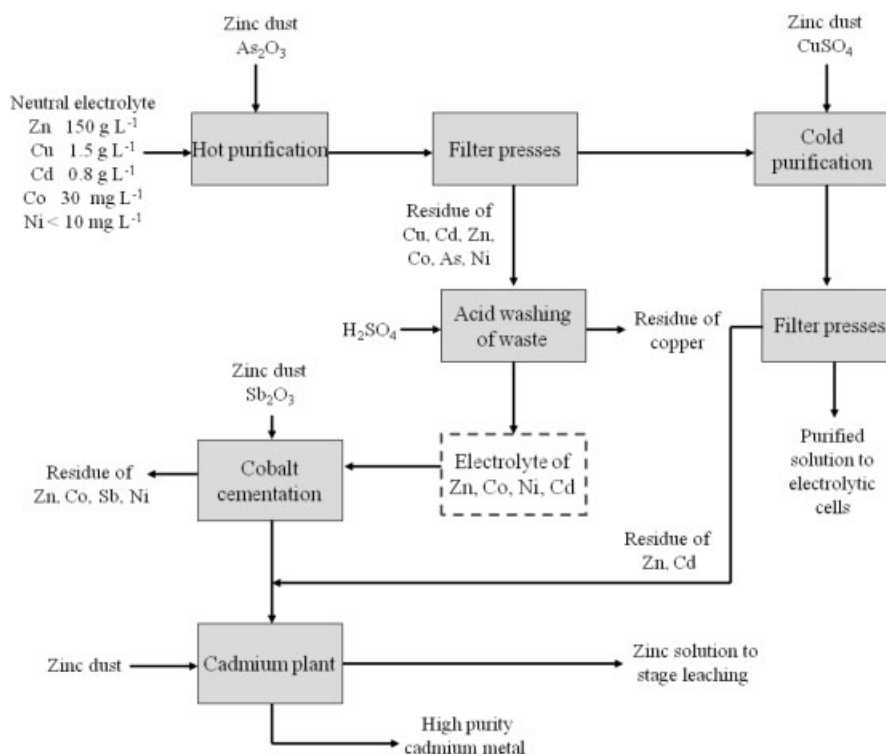 Zinc dust
As₂O₃
Zinc dust
CuSO₄
Neutral electrolyte
Zn 150 g L⁻¹
Cu 1.5 g L⁻¹
Cd 0.8 g L⁻¹
Co 30 mg L⁻¹
Ni < 10 mg L⁻¹
Hot purification
Filter presses
Cold
purification
Residue of
Cu, Cd, Zn,
Co, As, Ni
H₂SO₄
Acid washing
of waste
Residue of
copper
Filter presses
Zinc dust
Sb₂O₃
Residue of
Zn, Co, Sb, Ni
Cobalt
cementation
Electrolyte of
Zn, Co, Ni, Cd
Purified
solution to
electrolytic
cells
Residue of
Zn, Cd
Zinc dust
Cadmium plant
Zinc solution to
stage leaching
High purity
cadmium metal